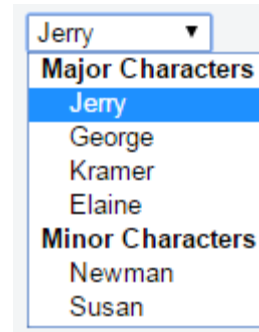 Jerry ▼
Major Characters
Jerry
George
Kramer
Elaine
Minor Characters
Newman
Susan